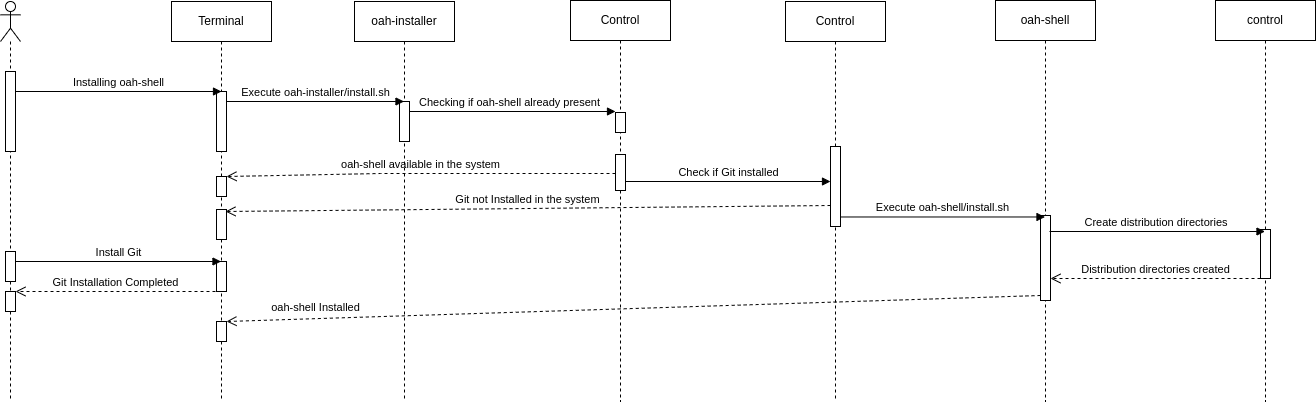 Terminal
oah-installer
Control
Control
oah-shell
control
Installing oah-shell
Execute oah-installer/install.sh
Checking if oah-shell already present
oah-shell available in the system
Check if Git installed
Git not Installed in the system
Execute oah-shell/install.sh
Create distribution directories
Install Git
Distribution directories created
Git Installation Completed
oah-shell Installed